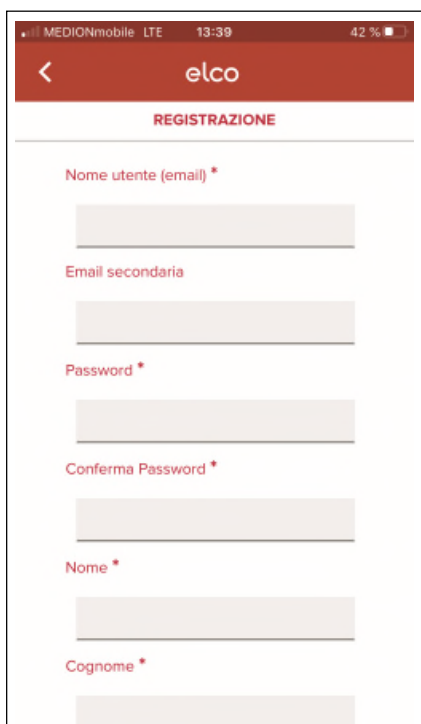 MEDIONmobile LTE 13:39 42 %
elco
REGISTRAZIONE
Nome utente (email) *
Email secondaria
Password *
Conferma Password *
Nome *
Cognome *